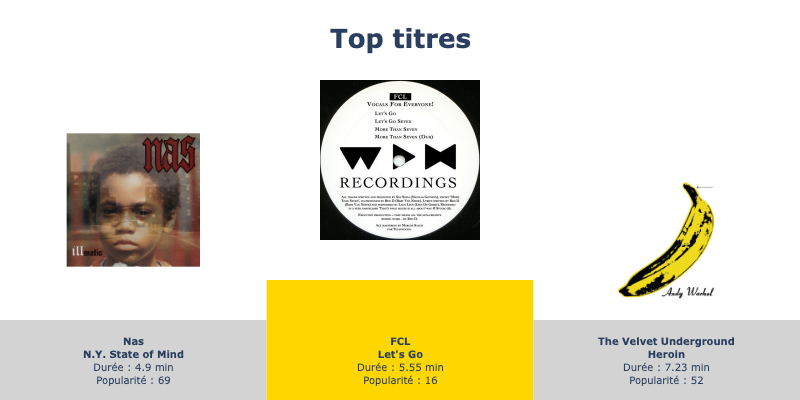 Top titres
nas
illmatic
FCL
Vocals For Everyone!
Let's Go
Let's Go Seven
More Than Seven
More Than Seven (Dub)
RECORDINGS
Andy Warhol
Nas
N.Y. State of Mind
Durée : 4.9 min
Popularité : 69
FCL
Let's Go
Durée : 5.55 min
Popularité : 16
The Velvet Underground
Heroin
Durée : 7.23 min
Popularité : 52